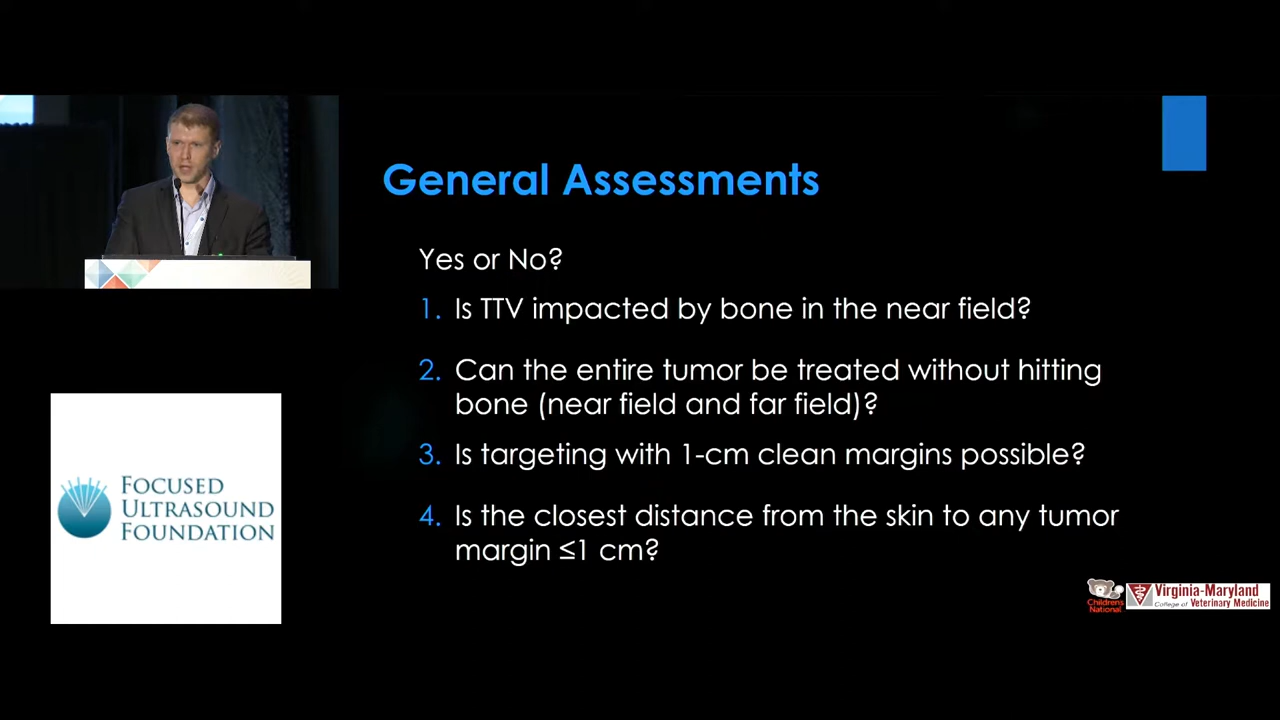 General Assessments
Yes or No?
1. Is TTV impacted by bone in the near field?
2. Can the entire tumor be treated without hitting
bone (near field and far field)?
3. Is targeting with 1-cm clean margins possible?
4. Is the closest distance from the skin to any tumor
margin ≤1 cm?
FOCUSED
ULTRASOUND
FOUNDATION
Children's
National
Virginia-Maryland
College of Veterinary Medicine